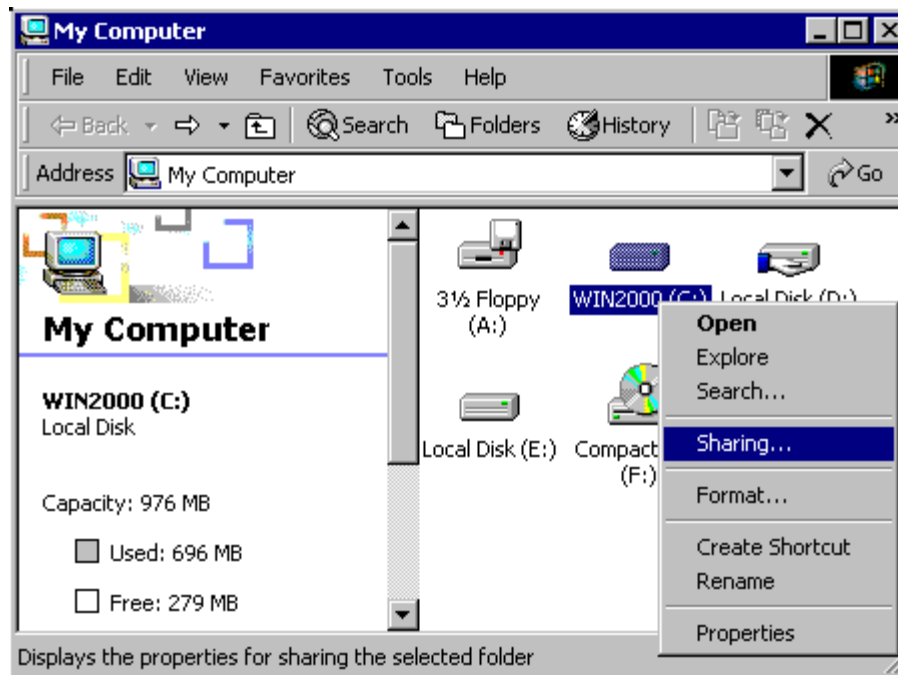 My Computer
File Edit View Favorites Tools Help
Back Search Folders History
Address My Computer Go
My Computer
WIN2000 (C:)
Local Disk
Capacity: 976 MB
Used: 696 MB
Free: 279 MB
3½ Floppy
(A:)
WIN2000 (C:)
Local Disk (D:)
Local Disk (E:)
Compact
(F:)
Open
Explore
Search...
Sharing...
Format...
Create Shortcut
Rename
Properties
Displays the properties for sharing the selected folder